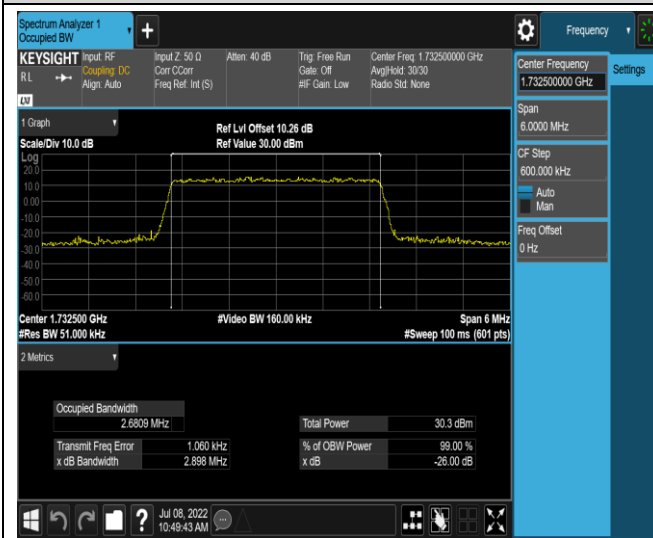 Spectrum Analyzer 1
Occupied BW
Frequency
KEYSIGHT
RL
LXI
Input: RF
Coupling: DC
Align: Auto
Input Z: 50 Ω
Corr CCorr
Freq Ref: Int (S)
Atten: 40 dB
Trig: Free Run
Gate: Off
#IF Gain: Low
Center Freq: 1.732500000 GHz
Avg|Hold: 30/30
Radio Std: None
Center Frequency
1.732500000 GHz
Settings
Span
6.0000 MHz
CF Step
600.000 kHz
Auto
Man
Freq Offset
0 Hz
1 Graph
Scale/Div 10.0 dB
Ref Lvl Offset 10.26 dB
Ref Value 30.00 dBm
Log
20.0
10.0
0.00
-10.0
-20.0
-30.0
-40.0
-50.0
-60.0
Center 1.732500 GHz
#Video BW 160.00 kHz
Span 6 MHz
#Res BW 51.000 kHz
#Sweep 100 ms (601 pts)
2 Metrics
Occupied Bandwidth
2.6809 MHz
Total Power 30.3 dBm
Transmit Freq Error 1.060 kHz
% of OBW Power 99.00 %
x dB Bandwidth 2.898 MHz
x dB -26.00 dB
?
Jul 08, 2022
10:49:43 AM